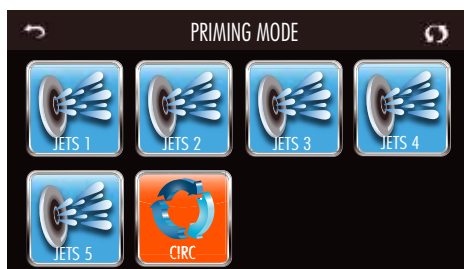 PRIMING MODE
JETS 1 JETS 2 JETS 3 JETS 4
JETS 5 CIRC